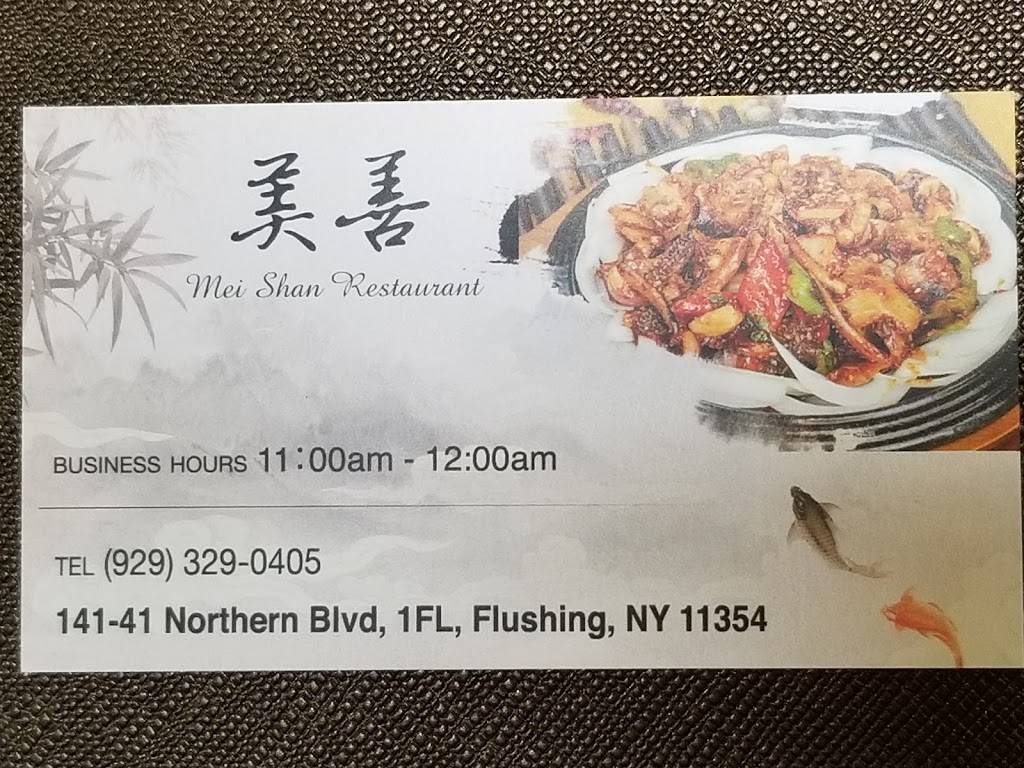 美善
Mei Shan Restaurant
BUSINESS HOURS 11:00am - 12:00am
TEL (929) 329-0405
141-41 Northern Blvd, 1FL, Flushing, NY 11354